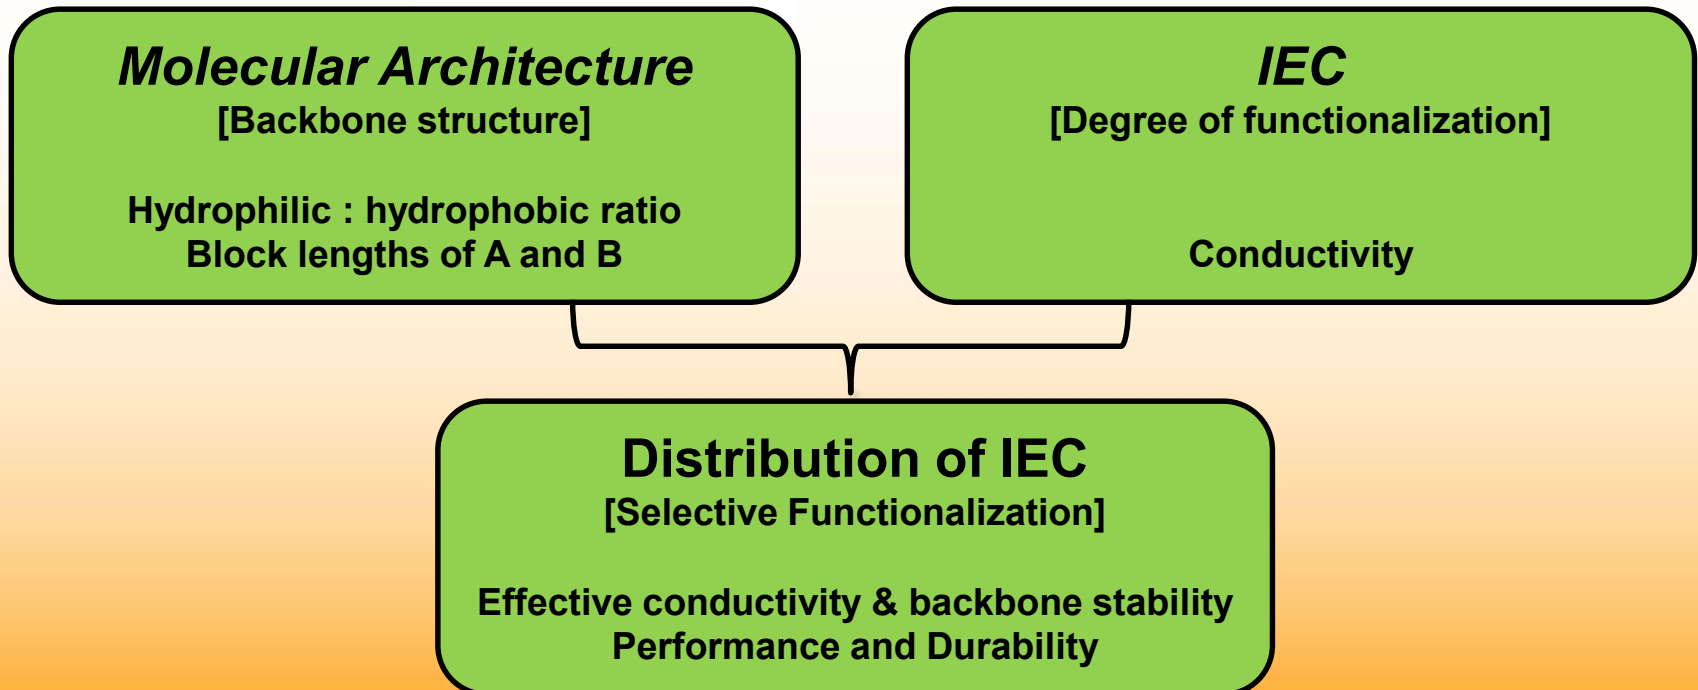 Molecular Architecture
[Backbone structure]
Hydrophilic : hydrophobic ratio
Block lengths of A and B
IEC
[Degree of functionalization]
Conductivity
Distribution of IEC
[Selective Functionalization]
Effective conductivity & backbone stability
Performance and Durability